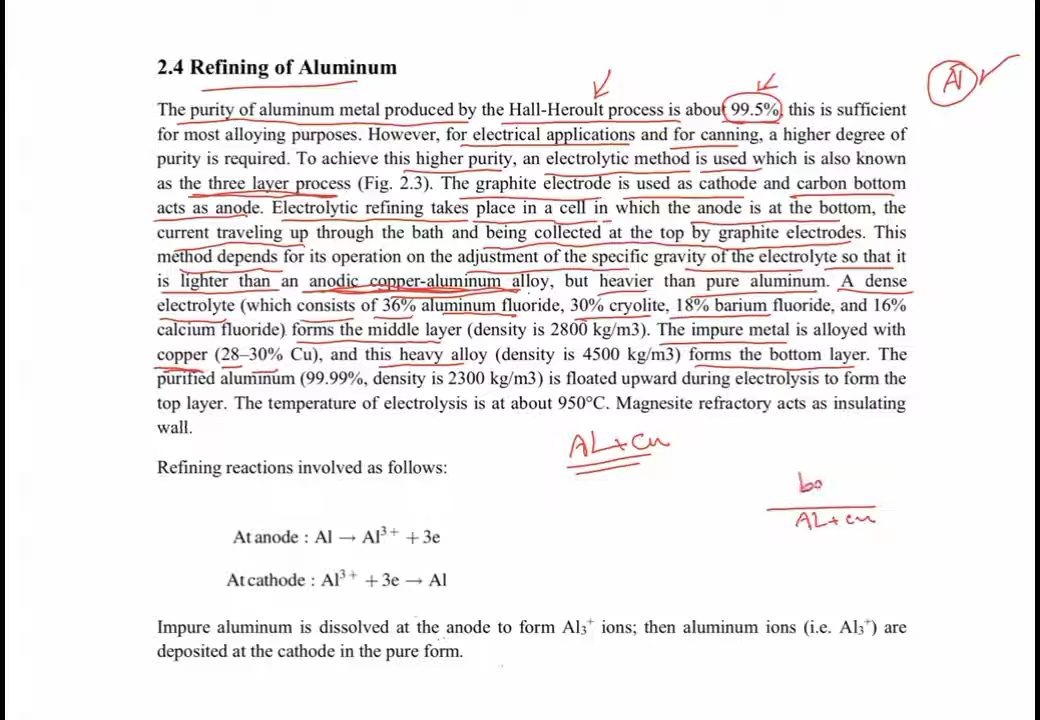 2.4 Refining of Aluminum
Al
The purity of aluminum metal produced by the Hall-Heroult process is about 99.5%, this is sufficient
for most alloying purposes. However, for electrical applications and for canning, a higher degree of
purity is required. To achieve this higher purity, an electrolytic method is used which is also known
as the three layer process (Fig. 2.3). The graphite electrode is used as cathode and carbon bottom
acts as anode. Electrolytic refining takes place in a cell in which the anode is at the bottom, the
current traveling up through the bath and being collected at the top by graphite electrodes. This
method depends for its operation on the adjustment of the specific gravity of the electrolyte so that it
is lighter than an anodic copper-aluminum alloy, but heavier than pure aluminum. A dense
electrolyte (which consists of 36% aluminum fluoride, 30% cryolite, 18% barium fluoride, and 16%
calcium fluoride) forms the middle layer (density is 2800 kg/m3). The impure metal is alloyed with
copper (28–30% Cu), and this heavy alloy (density is 4500 kg/m3) forms the bottom layer. The
purified aluminum (99.99%, density is 2300 kg/m3) is floated upward during electrolysis to form the
top layer. The temperature of electrolysis is at about 950°C. Magnesite refractory acts as insulating
wall.
AL+Cu
Refining reactions involved as follows:
bo
AL+Cu
At anode : Al → Al³⁺ + 3e
At cathode : Al³⁺ + 3e → Al
Impure aluminum is dissolved at the anode to form Al₃⁺ ions; then aluminum ions (i.e. Al₃⁺) are
deposited at the cathode in the pure form.